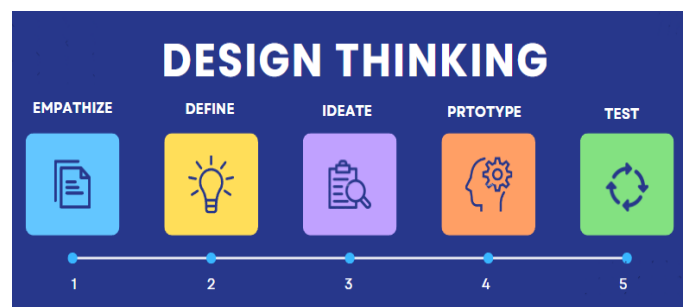 DESIGN THINKING
EMPATHIZE DEFINE IDEATE PRTOTYPE TEST
1 2 3 4 5